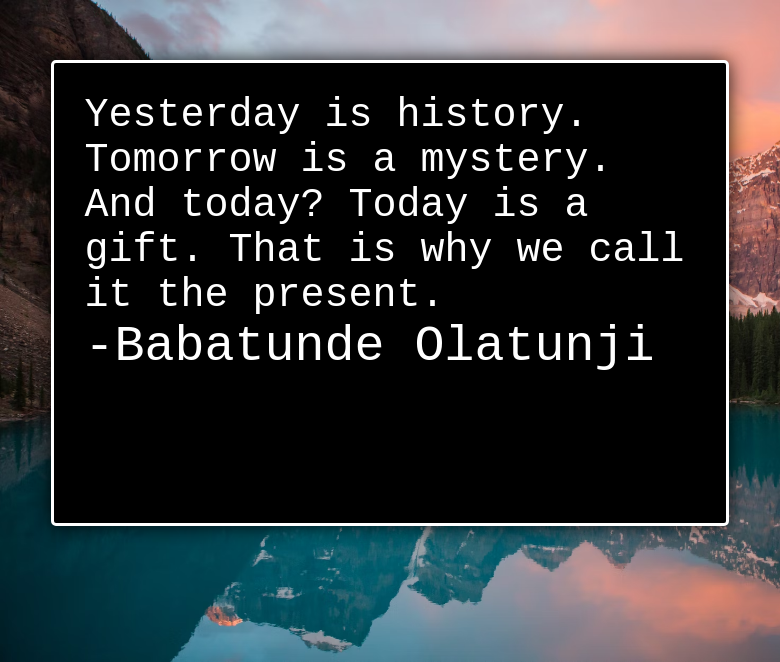 Yesterday is history.
Tomorrow is a mystery.
And today? Today is a
gift. That is why we call
it the present.
-Babatunde Olatunji